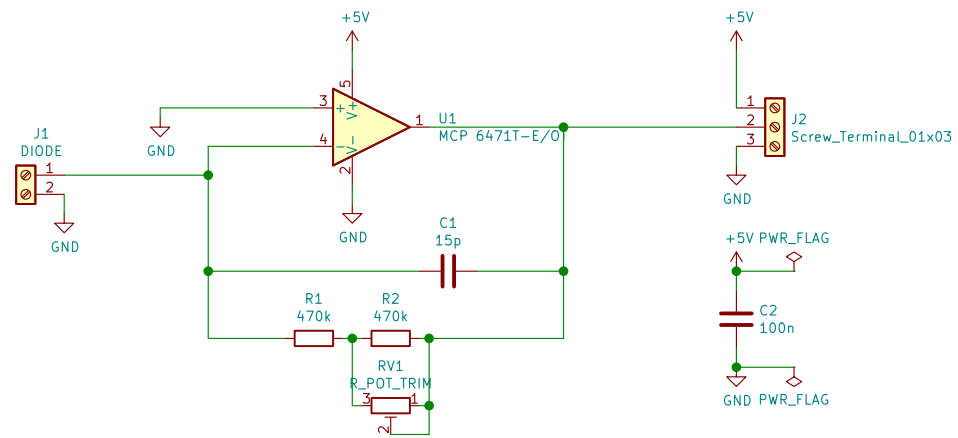 +5V
+5V
5
3
+
V+
1
U1
MCP 6471T-E/O
4
-
V-
2
GND
J1
DIODE
1
2
GND
+5V
GND
1
2
3
J2
Screw_Terminal_01x03
GND
C1
15p
+5V PWR_FLAG
R1
470k
R2
470k
C2
100n
RV1
R_POT_TRIM
3
1
2
GND PWR_FLAG